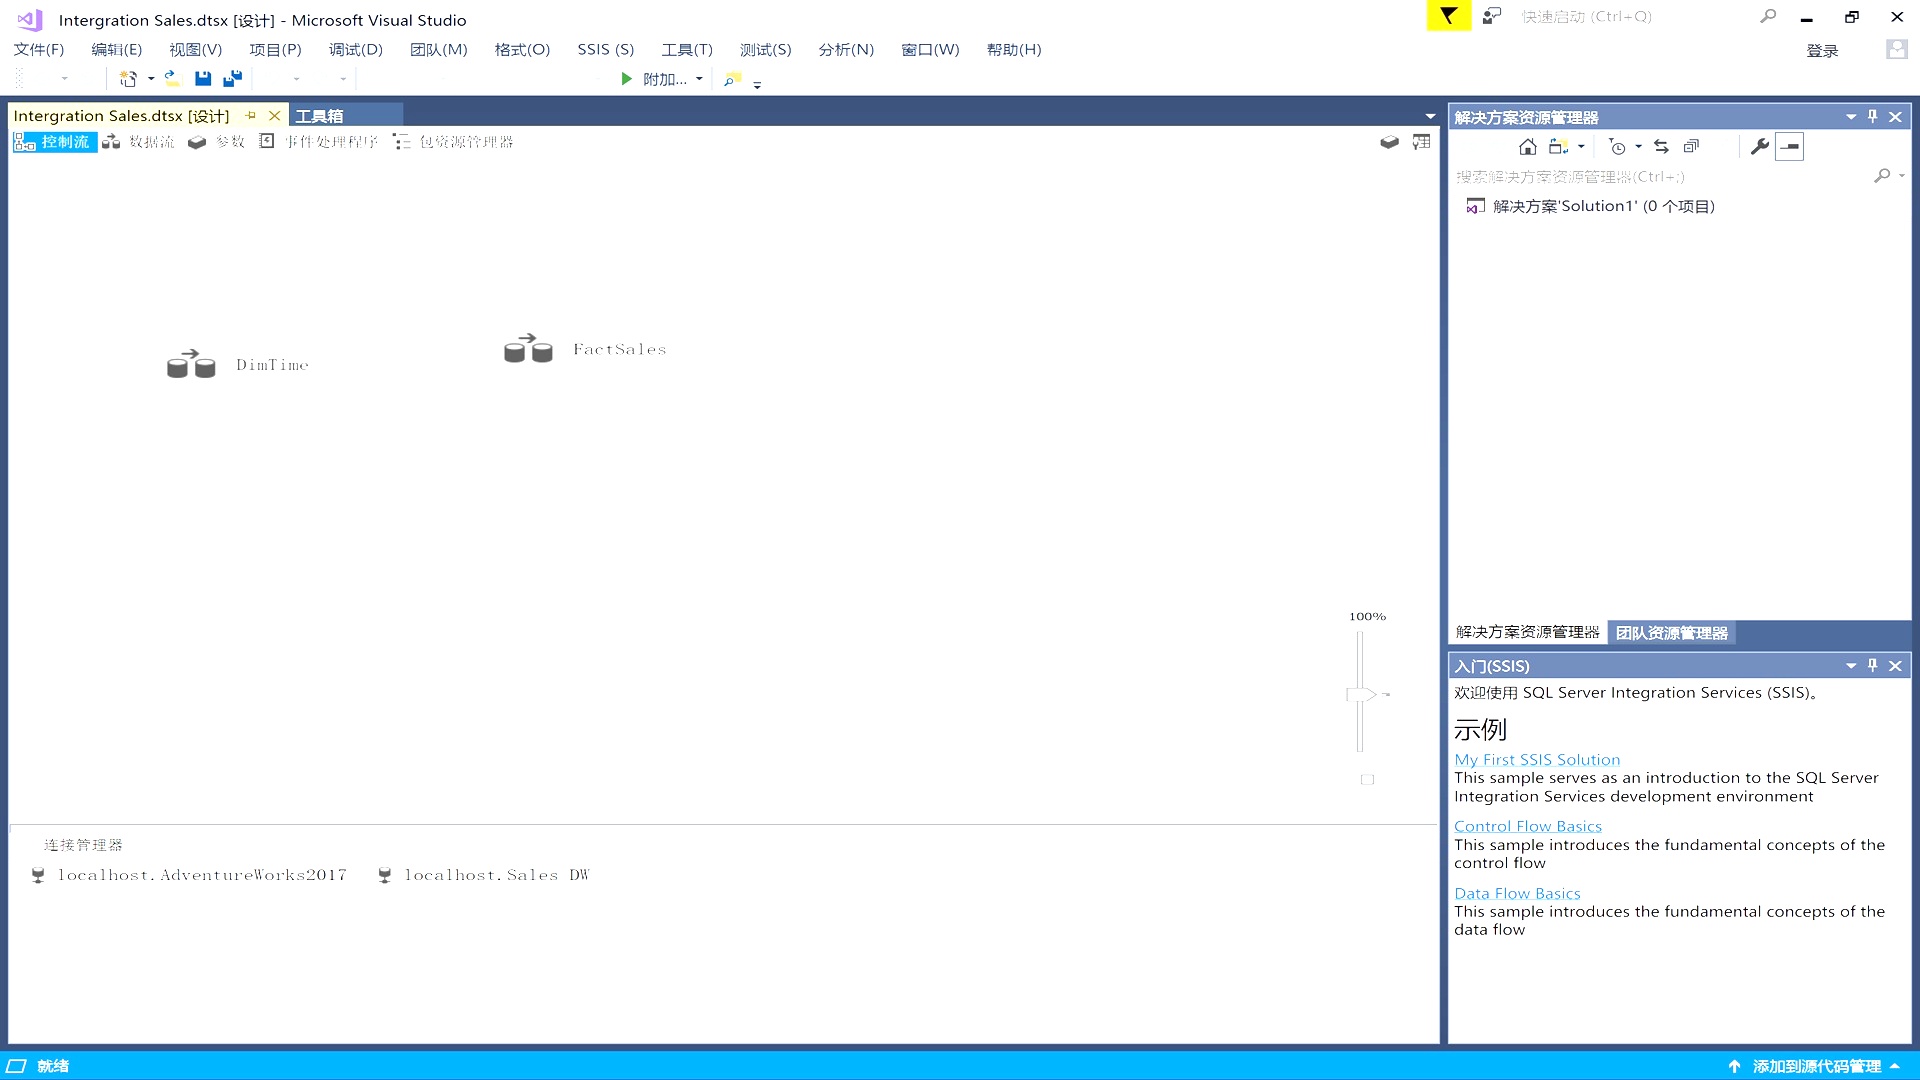 Intergration Sales.dtsx [设计] - Microsoft Visual Studio
快速启动 (Ctrl+Q)
文件(F) 编辑(E) 视图(V) 项目(P) 调试(D) 团队(M) 格式(O) SSIS (S) 工具(T) 测试(S) 分析(N) 窗口(W) 帮助(H)
登录
附加...
Intergration Sales.dtsx [设计] 工具箱
控制流 数据流 参数 事件处理程序 包资源管理器
DimTime
FactSales
100%
连接管理器
localhost.AdventureWorks2017 localhost.Sales DW
解决方案资源管理器
搜索解决方案资源管理器(Ctrl+;)
解决方案'Solution1' (0 个项目)
解决方案资源管理器 团队资源管理器
入门(SSIS)
欢迎使用 SQL Server Integration Services (SSIS)。
示例
My First SSIS Solution
This sample serves as an introduction to the SQL Server
Integration Services development environment
Control Flow Basics
This sample introduces the fundamental concepts of the
control flow
Data Flow Basics
This sample introduces the fundamental concepts of the
data flow
就绪
添加到源代码管理